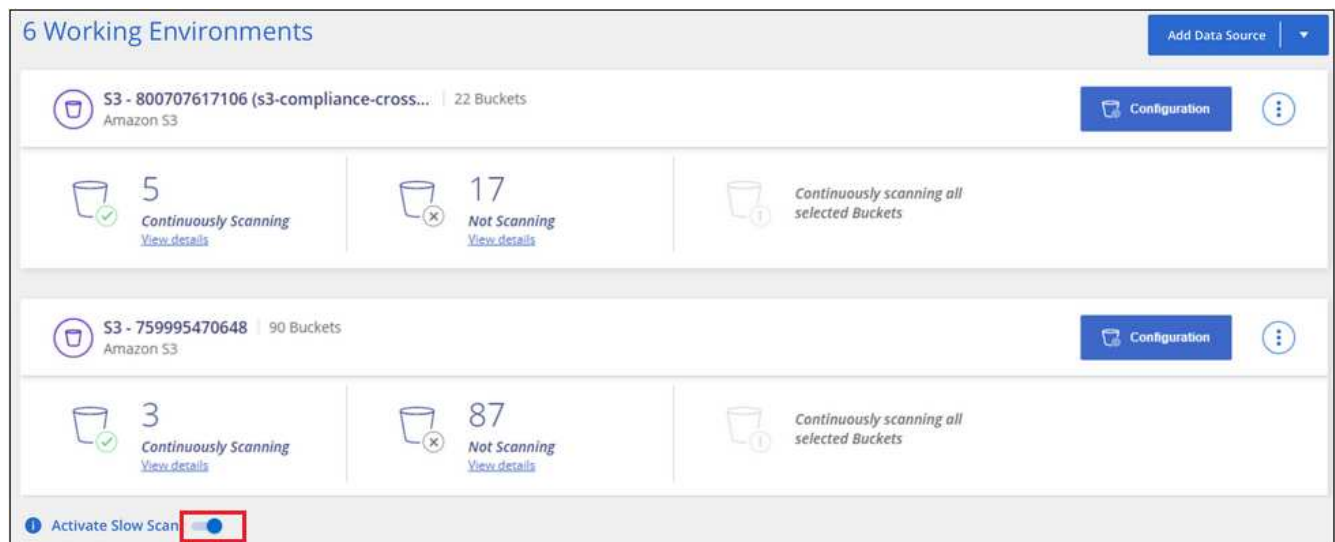 6 Working Environments
Add Data Source
S3 - 800707617106 (s3-compliance-cross... 22 Buckets
Amazon S3
Configuration
5
Continuously Scanning
View details
17
Not Scanning
View details
Continuously scanning all
selected Buckets
S3 - 759995470648 90 Buckets
Amazon S3
Configuration
3
Continuously Scanning
View details
87
Not Scanning
View details
Continuously scanning all
selected Buckets
Activate Slow Scan